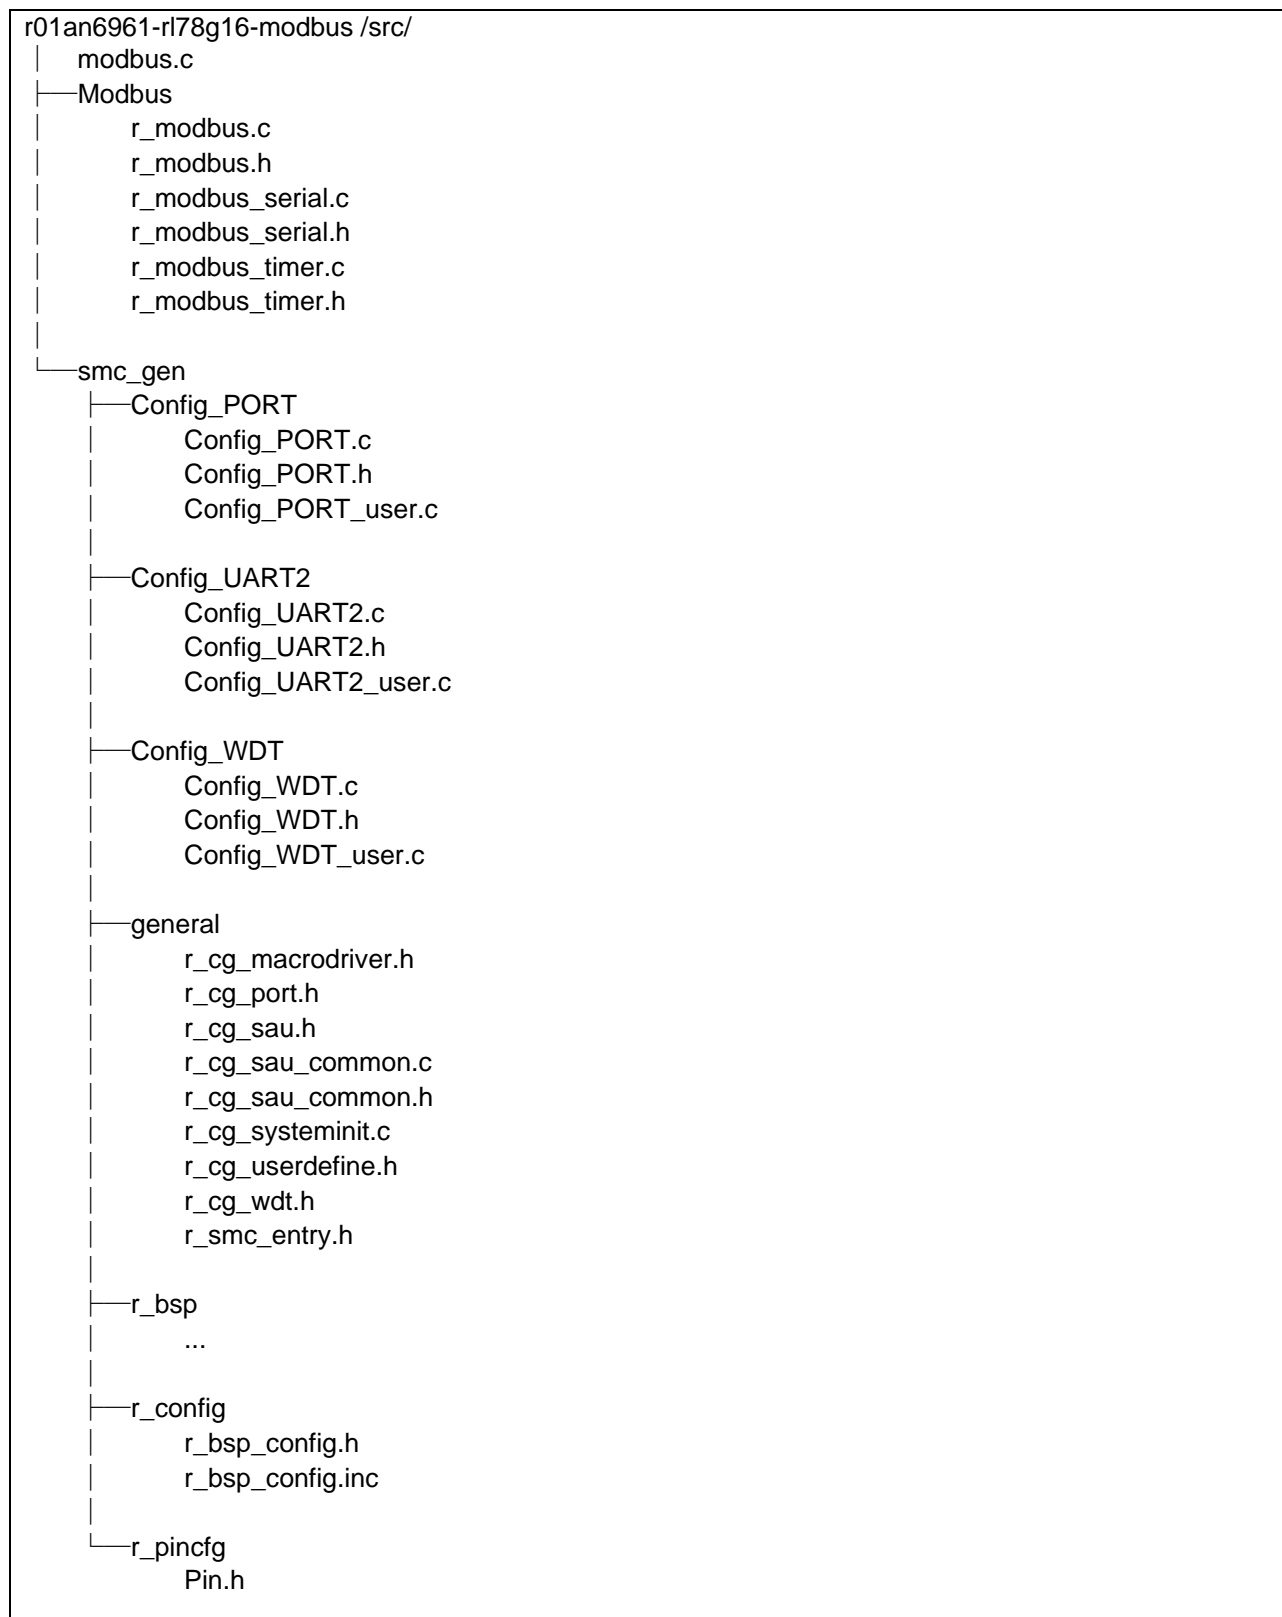 r01an6961-rl78g16-modbus /src/
modbus.c
Modbus
r_modbus.c
r_modbus.h
r_modbus_serial.c
r_modbus_serial.h
r_modbus_timer.c
r_modbus_timer.h
smc_gen
Config_PORT
Config_PORT.c
Config_PORT.h
Config_PORT_user.c
Config_UART2
Config_UART2.c
Config_UART2.h
Config_UART2_user.c
Config_WDT
Config_WDT.c
Config_WDT.h
Config_WDT_user.c
general
r_cg_macrodriver.h
r_cg_port.h
r_cg_sau.h
r_cg_sau_common.c
r_cg_sau_common.h
r_cg_systeminit.c
r_cg_userdefine.h
r_cg_wdt.h
r_smc_entry.h
r_bsp
...
r_config
r_bsp_config.h
r_bsp_config.inc
r_pincfg
Pin.h